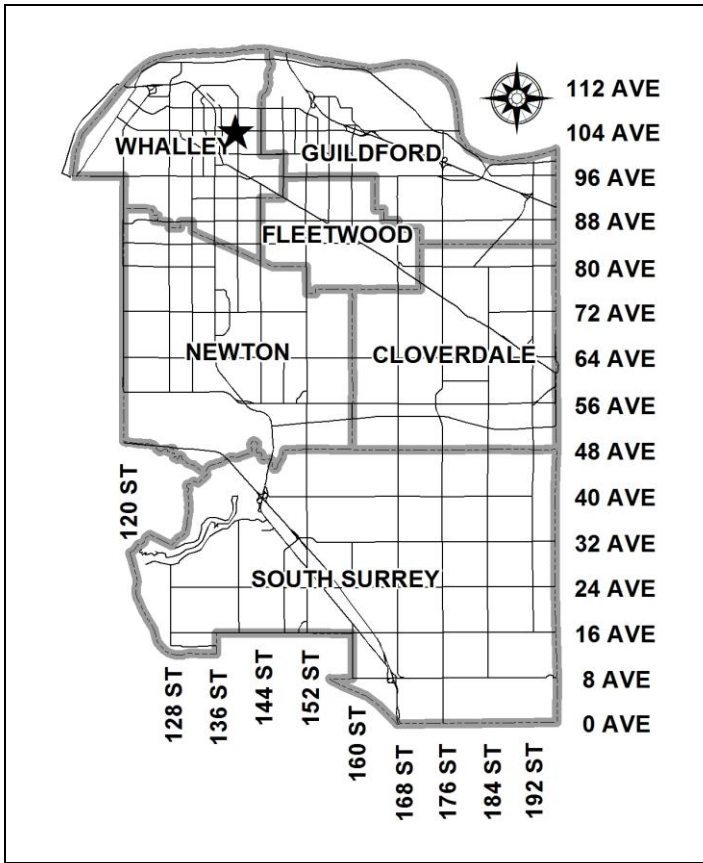 112 AVE
104 AVE
WHALLEY
GUILDFORD
96 AVE
88 AVE
FLEETWOOD
80 AVE
72 AVE
NEWTON
CLOVERDALE
64 AVE
56 AVE
48 AVE
120 ST
40 AVE
32 AVE
SOUTH SURREY
24 AVE
16 AVE
128 ST
136 ST
144 ST
152 ST
160 ST
8 AVE
0 AVE
168 ST
176 ST
184 ST
192 ST